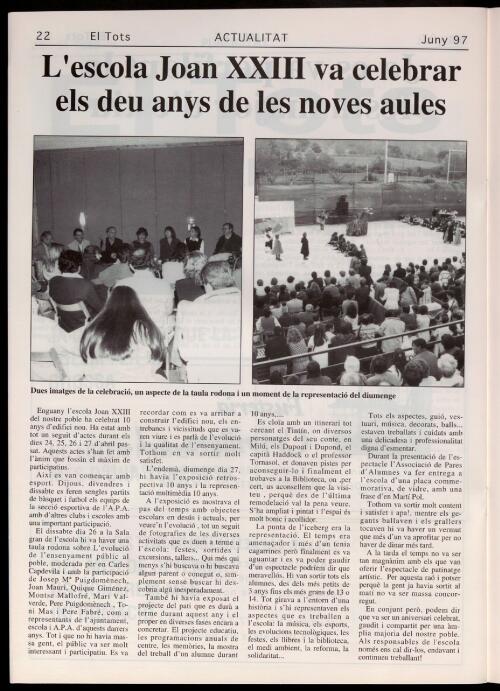 22
El Tots
ACTUALITAT
Juny 97
L'escola Joan XXIII va celebrar
els deu anys de les noves aules
Dues imatges de la celebració, un aspecte de la taula rodona i un moment de la representació del diumenge
Enguany l'escola Joan XXIII
del nostre poble ha celebrat 10
anys d'edifici nou. Ha estat amb
tot un seguit d'actes durant els
dies 24, 25, 26 i 27 d'abril pas-
sat. Aquests actes s'han fet amb
l'ànim que fossin el màxim de
participatius.
Així es van començar amb
esport. Dijous, divendres i
dissabte es feren sengles partits
de bàsquet i futbol els equips de
la secció esportiva de l'A.P.A.
amb d'altres clubs i escoles amb
una important participació.
El dissabte dia 26 a la Sala
gran de l'escola hi va haver una
taula rodona sobre L'evolució
de l'ensenyament públic al
poble, moderada per en Carles
Capdevila i amb la participació
de Josep Mª Puigdomènech,
Joan Mauri, Quique Giménez,
Montse Mallofré, Mari Val-
verde, Pere Puigdomènech , To-
ni Mas i Pere Fabré, com a
representants de l'ajuntament,
escola i A.P.A. d'aquests darrers
anys. Tot i que no hi havia mas-
sa gent, el públic va ser molt
interessant i participatiu. Es va
recordar com es va arribar a
construir l'edifici nou, els en-
trebancs i vicissituds que es va-
ren viure i es parlà de l'evolució
i la qualitat de l'ensenyament.
Tothom en va sortir molt
satisfet.
L'endemà, diumenge dia 27,
hi havia l'exposició retros-
pectiva 10 anys i la represen-
tació multimèdia 10 anys.
A l'exposició es mostrava el
pas del temps amb objectes
escolars en desús i actuals, per
veure'n l'evolució , tot un seguit
de fotografies de les diverses
activitats que es duen a terme a
l'escola: festes, sortides i
excursions, tallers,.. Qui més qui
menys s'hi buscava o hi buscava
algun parent o conegut o, sim-
plement sense buscar hi des-
cobria algú inesperadament.
També hi havia exposat el
projecte del pati que es durà a
terme durant aquest any i el
proper en diverses fases encara a
concretar. El projecte educatiu,
les programacions anuals de
centre, les memòries, la mostra
del treball d'un alumne durant
10 anys,...
Es cloïa amb un itinerari tot
cercant el Tintín, on diversos
personatges del seu conte, en
Milú, els Dupont i Dupond, el
capità Haddock o el professor
Tornasol, et donaven pistes per
aconseguir-lo i finalment el
trobaves a la Biblioteca, on ,per
cert, us aconsellem que la visi-
teu , perquè des de l'última
remodelació val la pena veure.
S'ha ampliat i pintat i l'espai és
molt bonic i acollidor.
La punta de l'iceberg era la
representació. El temps ens
amenaçador i més d'un tenia
cagarrines però finalment es va
aguantar i es va poder gaudir
d'un espectacle podríem dir que
meravellós. Hi van sortir tots els
alumnes, des dels més petits de
3 anys fins els més grans de 13 o
14. Tot girava a l'entorn d'una
història i s'hi representaven els
aspectes que es treballen a
l'escola: la música, els esports,
les evolucions tecnològiques, les
festes, els llibres i la biblioteca,
el medi ambient, la reforma, la
solidaritat...
Tots els aspectes, guió, ves-
tuari, música, decorats, balls...
estaven treballats i cuidats amb
una delicadesa i professionalitat
digna d'esmentar.
Durant la presentació de l'es-
pectacle l'Associació de Pares
d'Alumnes va fer entrega a
l'escola d'una placa comme-
morativa, de vidre, amb una
frase d'en Martí Pol.
Tothom va sortir molt content
i satisfet i apa!, mentre els ge-
gants ballaven i els grallers
tocaven hi va haver un vermut
que més d'un va aprofitar per no
haver de dinar més tard.
A la tarda el temps no va ser
tan magnànim amb els que van
oferir l'espectacle de patinatge
artístic. Per aquesta raó i potser
perquè la gent ja havia sortit al
matí no va ser massa concor-
regut.
En conjunt però, podem dir
que va ser un aniversari celebrat,
gaudit i compartit per una àm-
plia majoria del nostre poble.
Als responsables de l'escola
només ens cal dir-los, endavant i
continueu treballant!